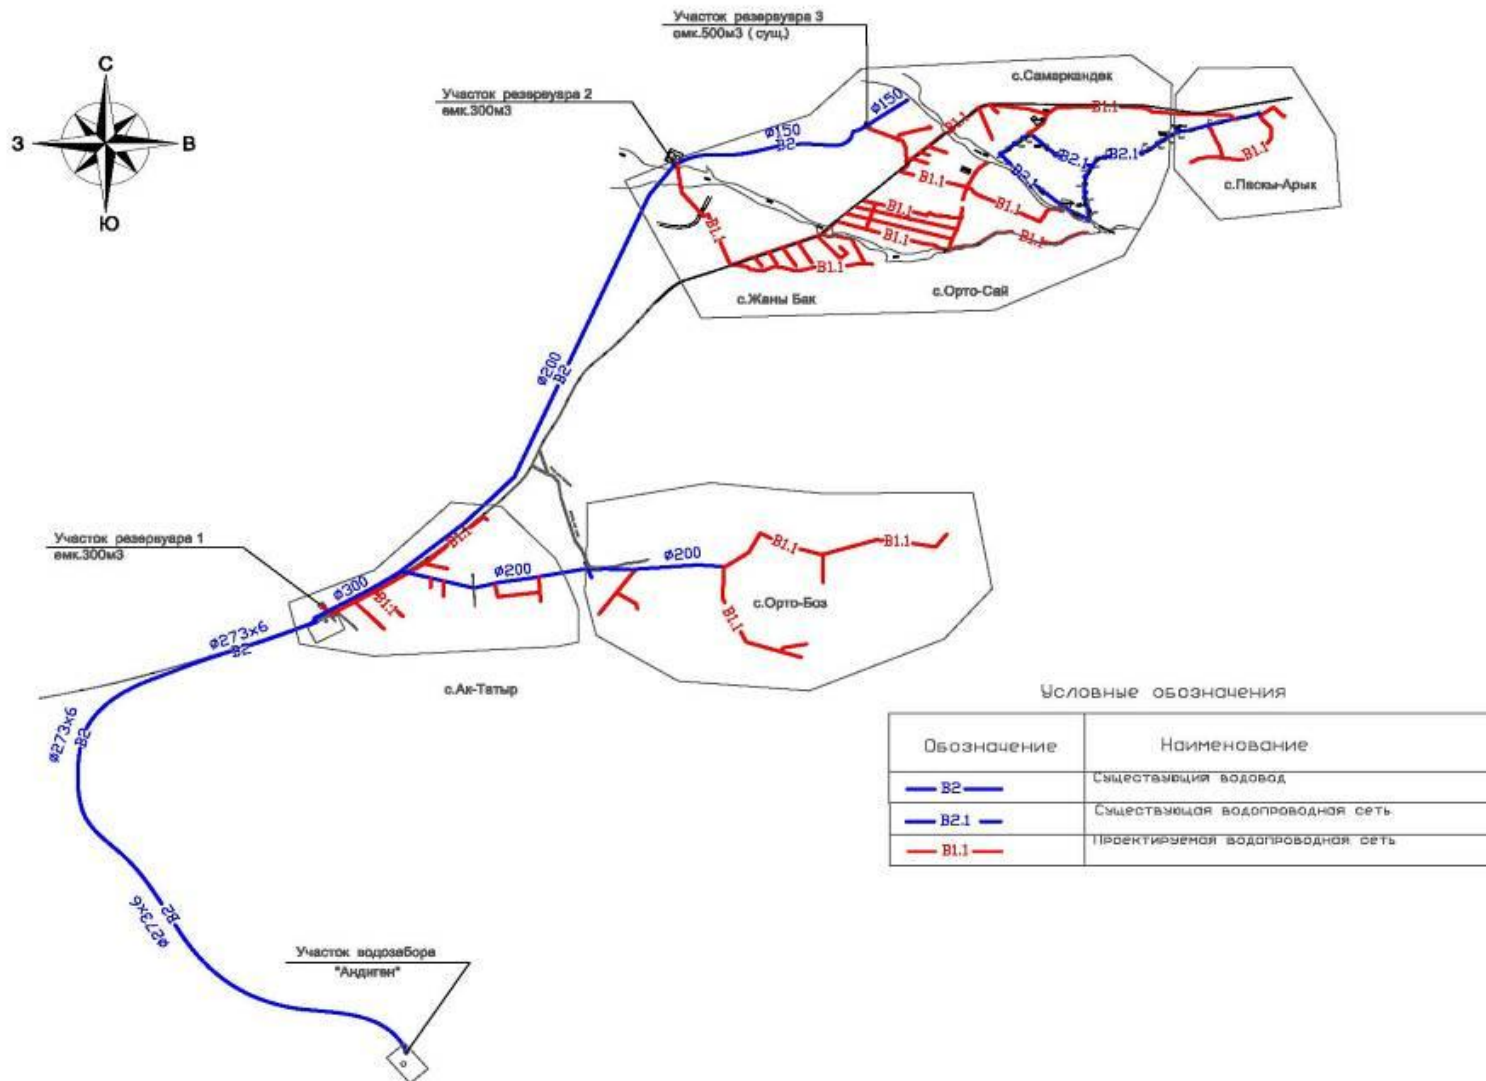 Участок резервуара 3
емк.500м3 ( сущ.)
С
с.Самаркандек
Участок резервуара 2
емк.300м3
ø150
ø150
В2
В1.1
В1.1
З
В
В2.1
В2.1
В2.1
В1.1
с.Паскы-Арык
В1.1
В1.1
В1.1
В1.1
В1.1
В1.1
В1.1
Ю
с.Жаны Бак
с.Орто-Сай
ø200
В2
Участок резервуара 1
емк.300м3
В1.1
В1.1
В1.1
ø200
ø200
ø300
В1.1
с.Орто-Боз
В1.1
ø273х6
В2
с.Ак-Татыр
ø273х6
В2
Условные обозначения
Обозначение
Наименование
В2
Существующий водовод
В2.1
Существующая водопроводная сеть
В1.1
Проектируемая водопроводная сеть
ø273х6
В2
Участок водозабора
"Андиген"